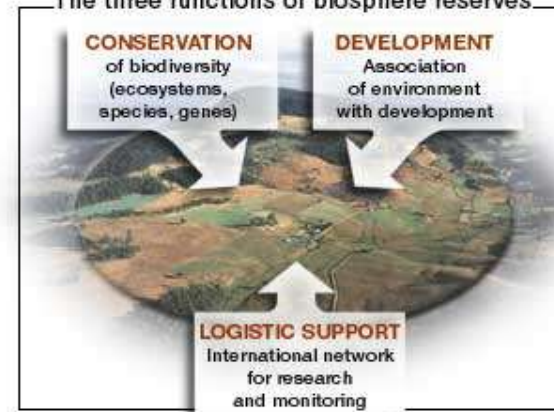 The three functions of biosphere reserves
CONSERVATION
of biodiversity
(ecosystems,
species, genes)
DEVELOPMENT
Association
of environment
with development
LOGISTIC SUPPORT
International network
for research
and monitoring